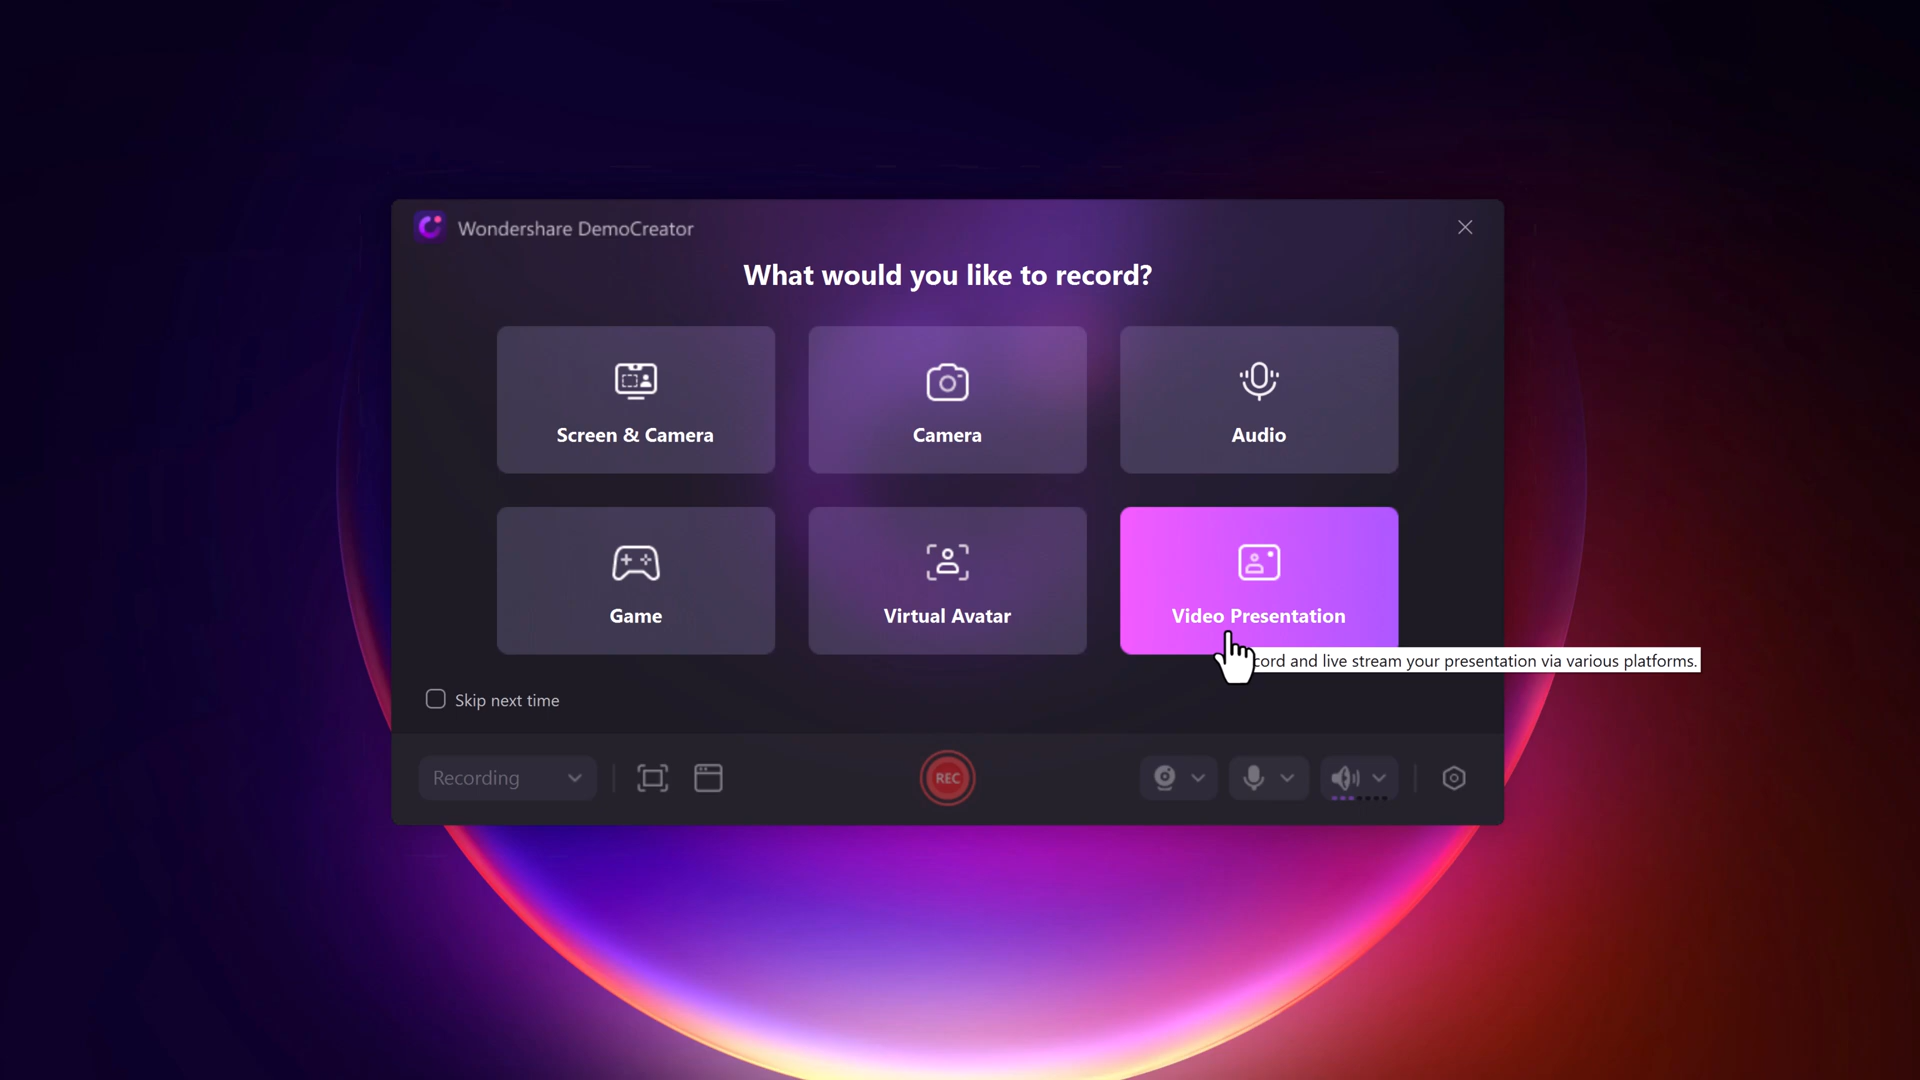 Wondershare DemoCreator
What would you like to record?
Screen & Camera
Camera
Audio
Game
Virtual Avatar
Video Presentation
and live stream your presentation via various platforms.
Skip next time
Recording
REC